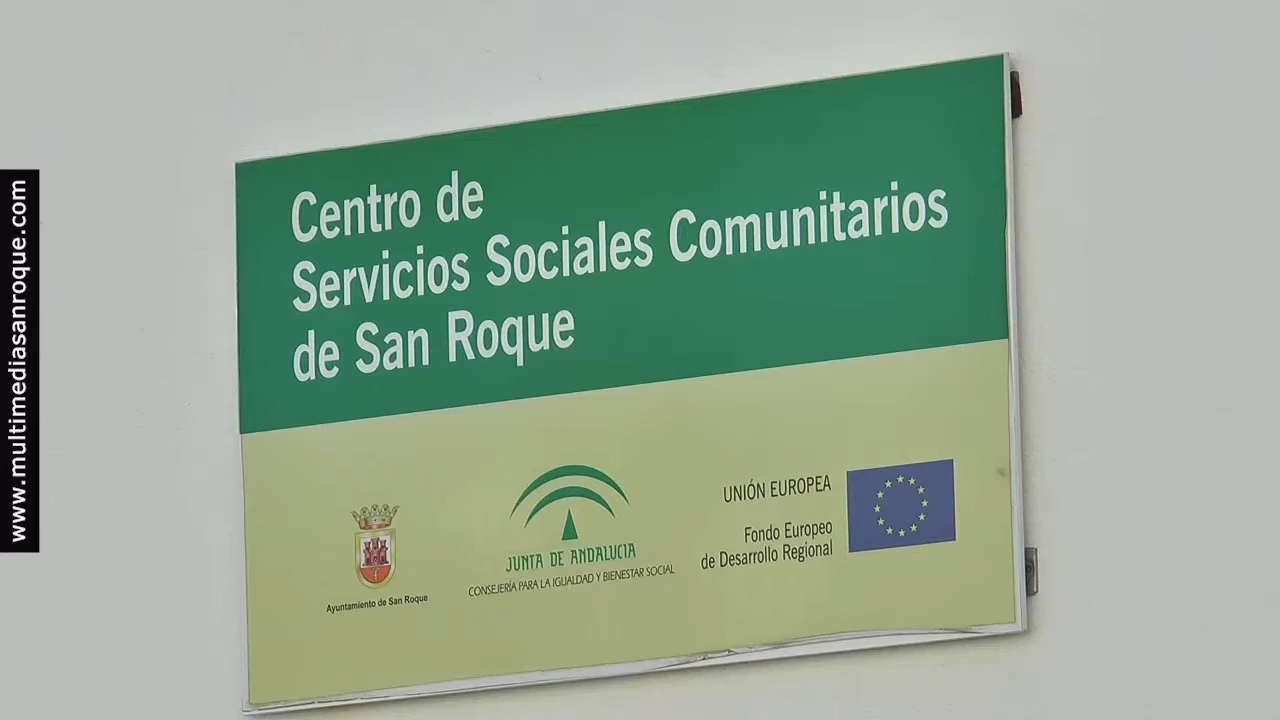 www.multimediasanroque.com
Centro de
Servicios Sociales Comunitarios
de San Roque
Ayuntamiento de San Roque
JUNTA DE ANDALUCIA
CONSEJERÍA PARA LA IGUALDAD Y BIENESTAR SOCIAL
UNIÓN EUROPEA
Fondo Europeo
de Desarrollo Regional